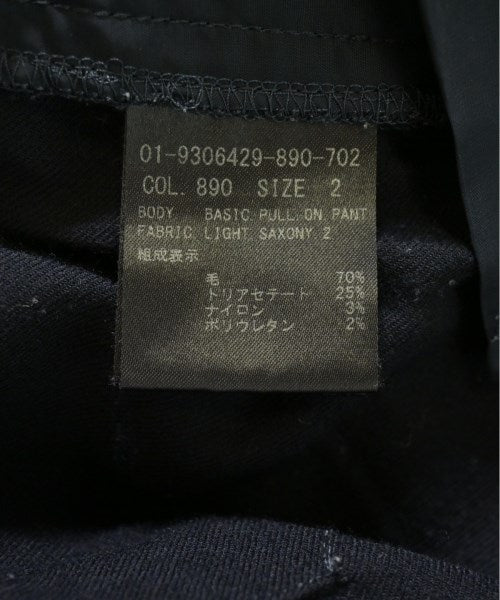 01-9306429-890-702
COL. 890 SIZE 2
BODY BASIC PULL ON PANT
FABRIC LIGHT SAXONY 2
組成表示
毛 70%
トリアセテート 25%
ナイロン 3%
ポリウレタン 2%